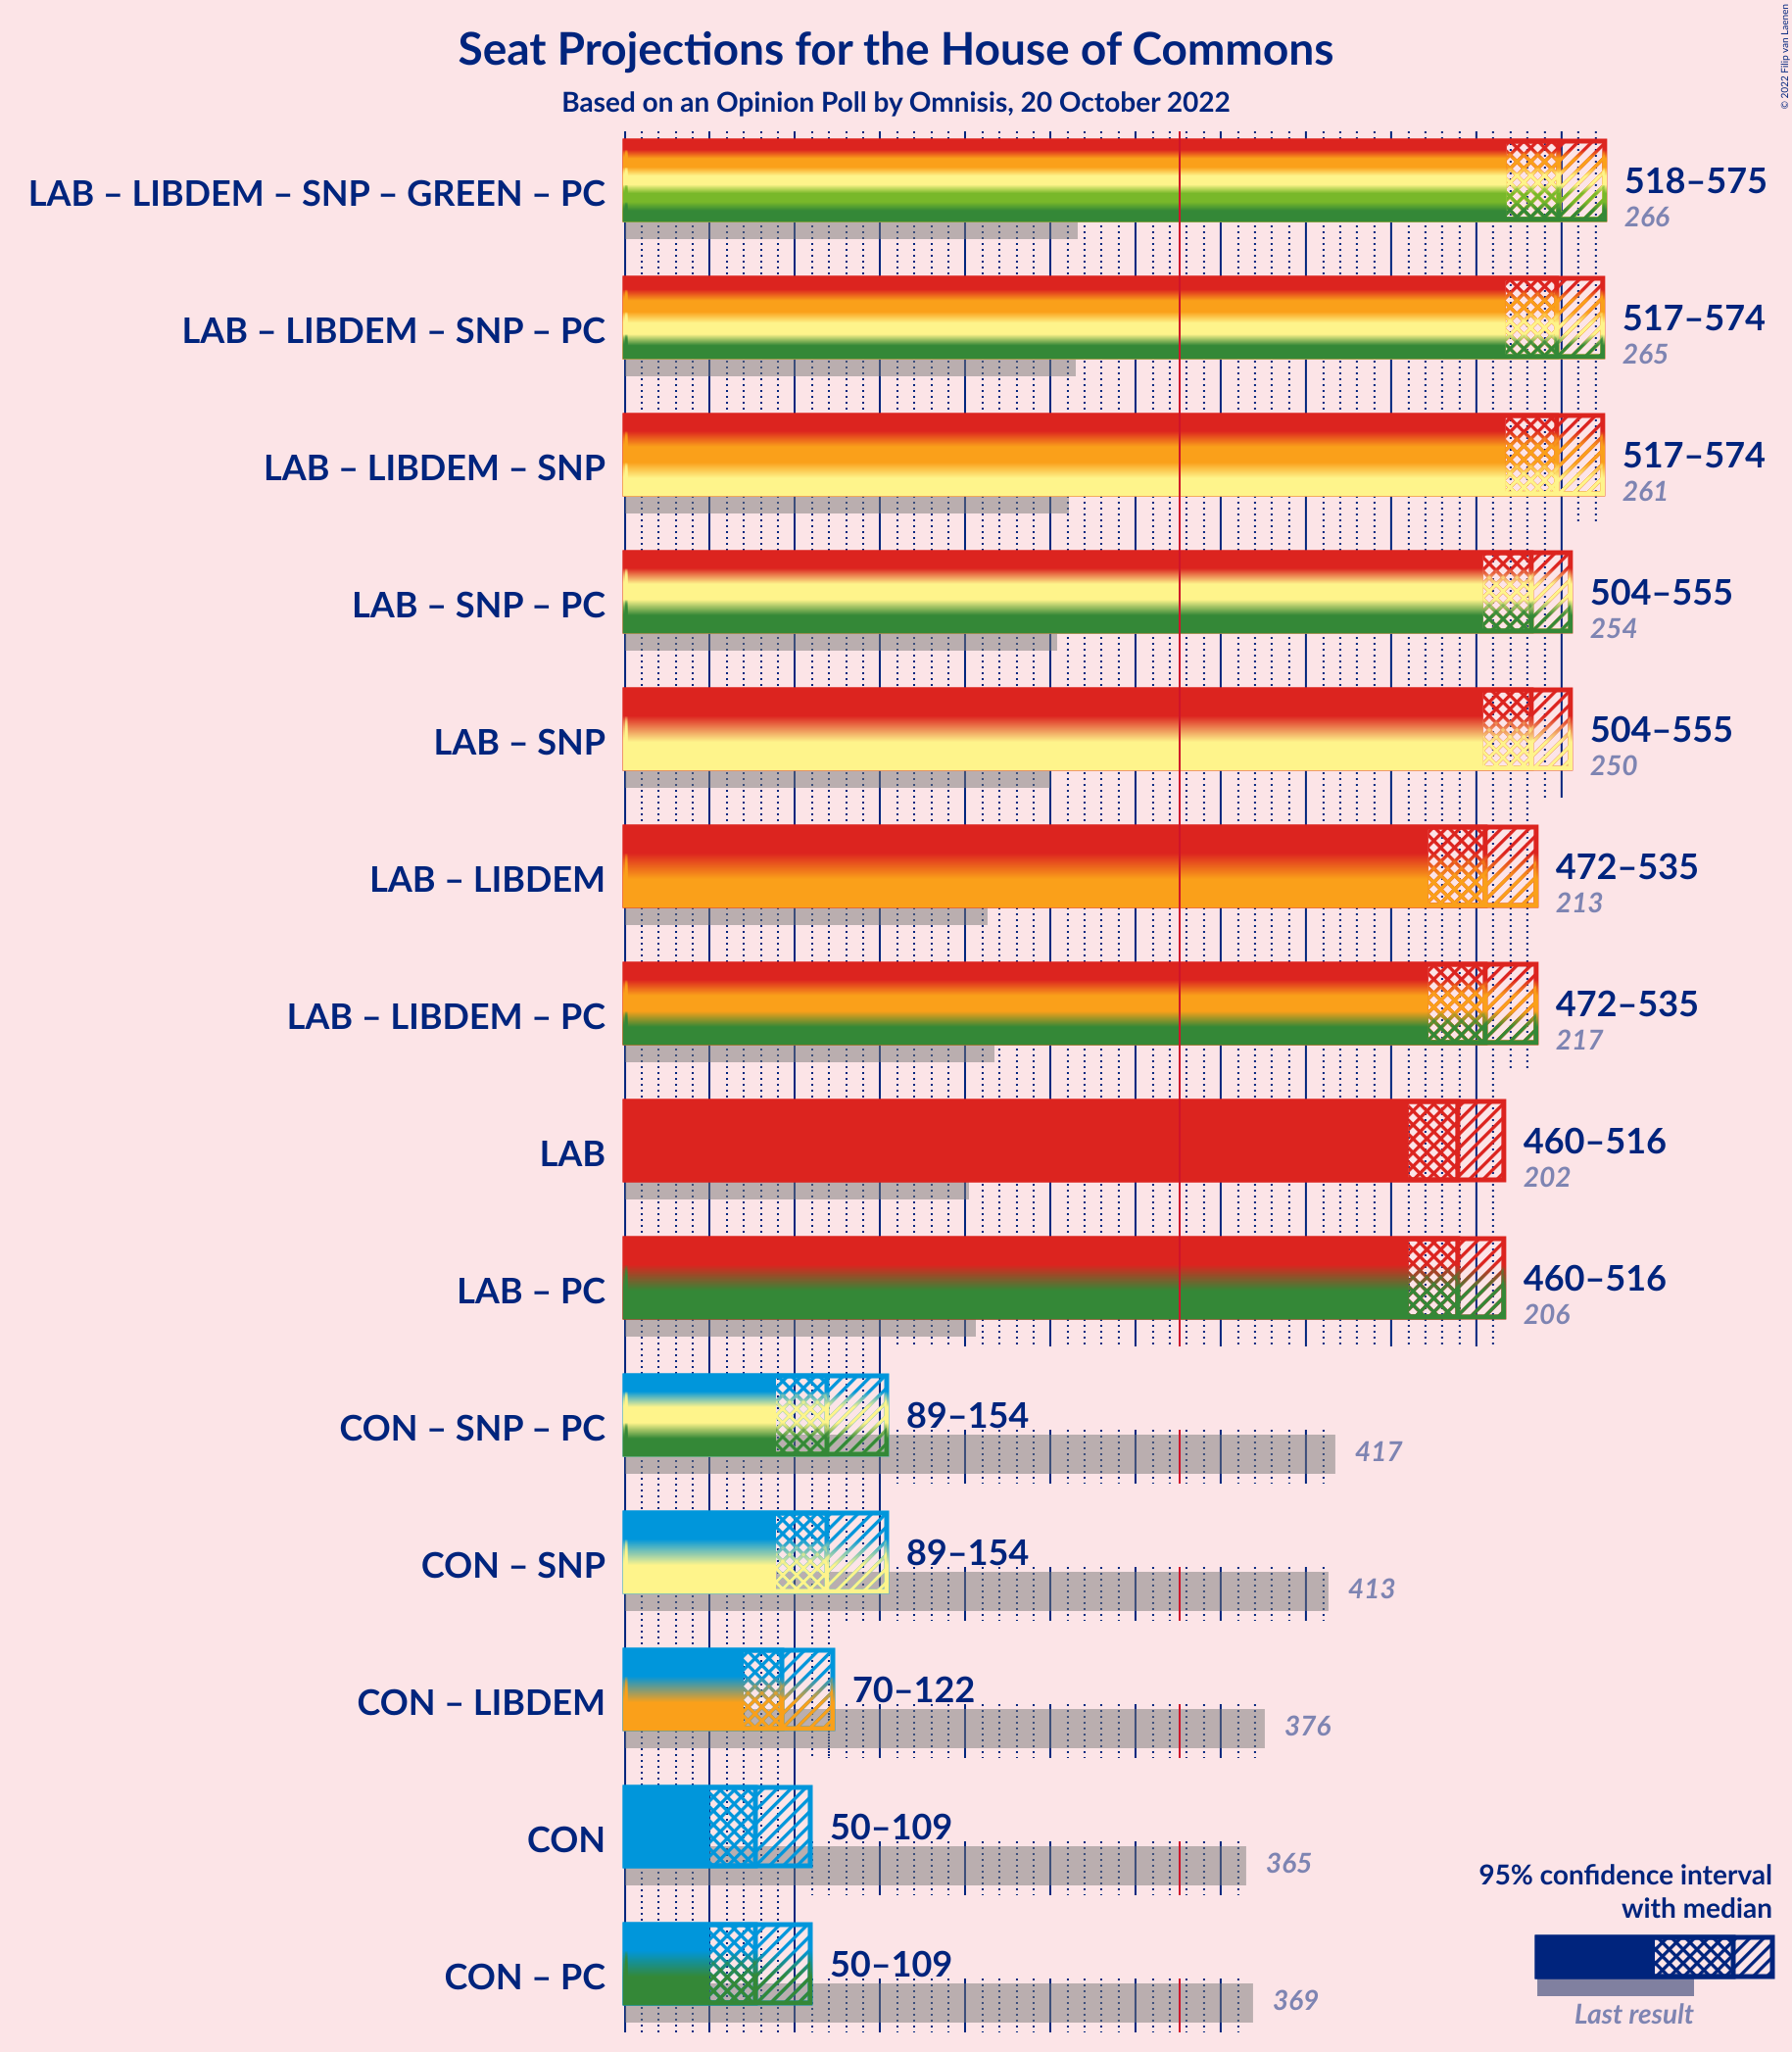 Seat Projections for the House of Commons
Based on an Opinion Poll by Omnisis, 20 October 2022
© 2022 Filip van Laenen
LAB – LIBDEM – SNP – GREEN – PC
518–575
266
LAB – LIBDEM – SNP – PC
517–574
265
LAB – LIBDEM – SNP
517–574
261
LAB – SNP – PC
504–555
254
LAB – SNP
504–555
250
LAB – LIBDEM
472–535
213
LAB – LIBDEM – PC
472–535
217
LAB
460–516
202
LAB – PC
460–516
206
CON – SNP – PC
89–154
417
CON – SNP
89–154
413
CON – LIBDEM
70–122
376
CON
50–109
365
CON – PC
50–109
369
95% confidence interval
with median
Last result